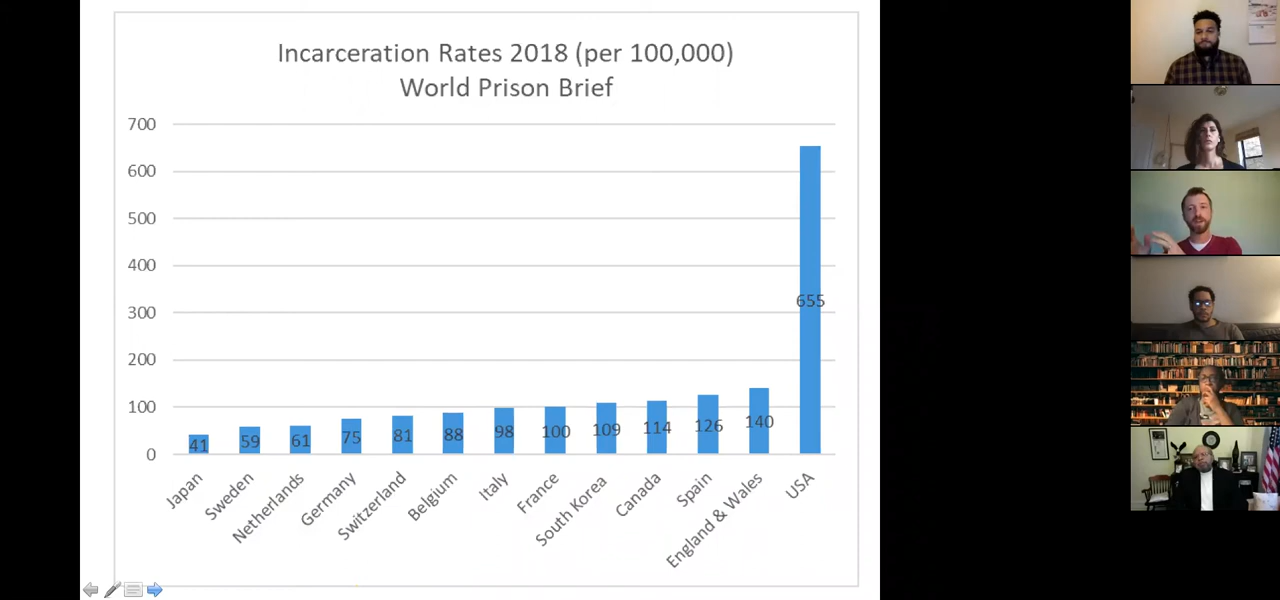 Incarceration Rates 2018 (per 100,000)
World Prison Brief
700
600
500
400
300
200
100
0
41
59
61
75
81
88
98
100
109
114
126
140
655
Japan
Sweden
Netherlands
Germany
Switzerland
Belgium
Italy
France
South Korea
Canada
Spain
England & Wales
USA